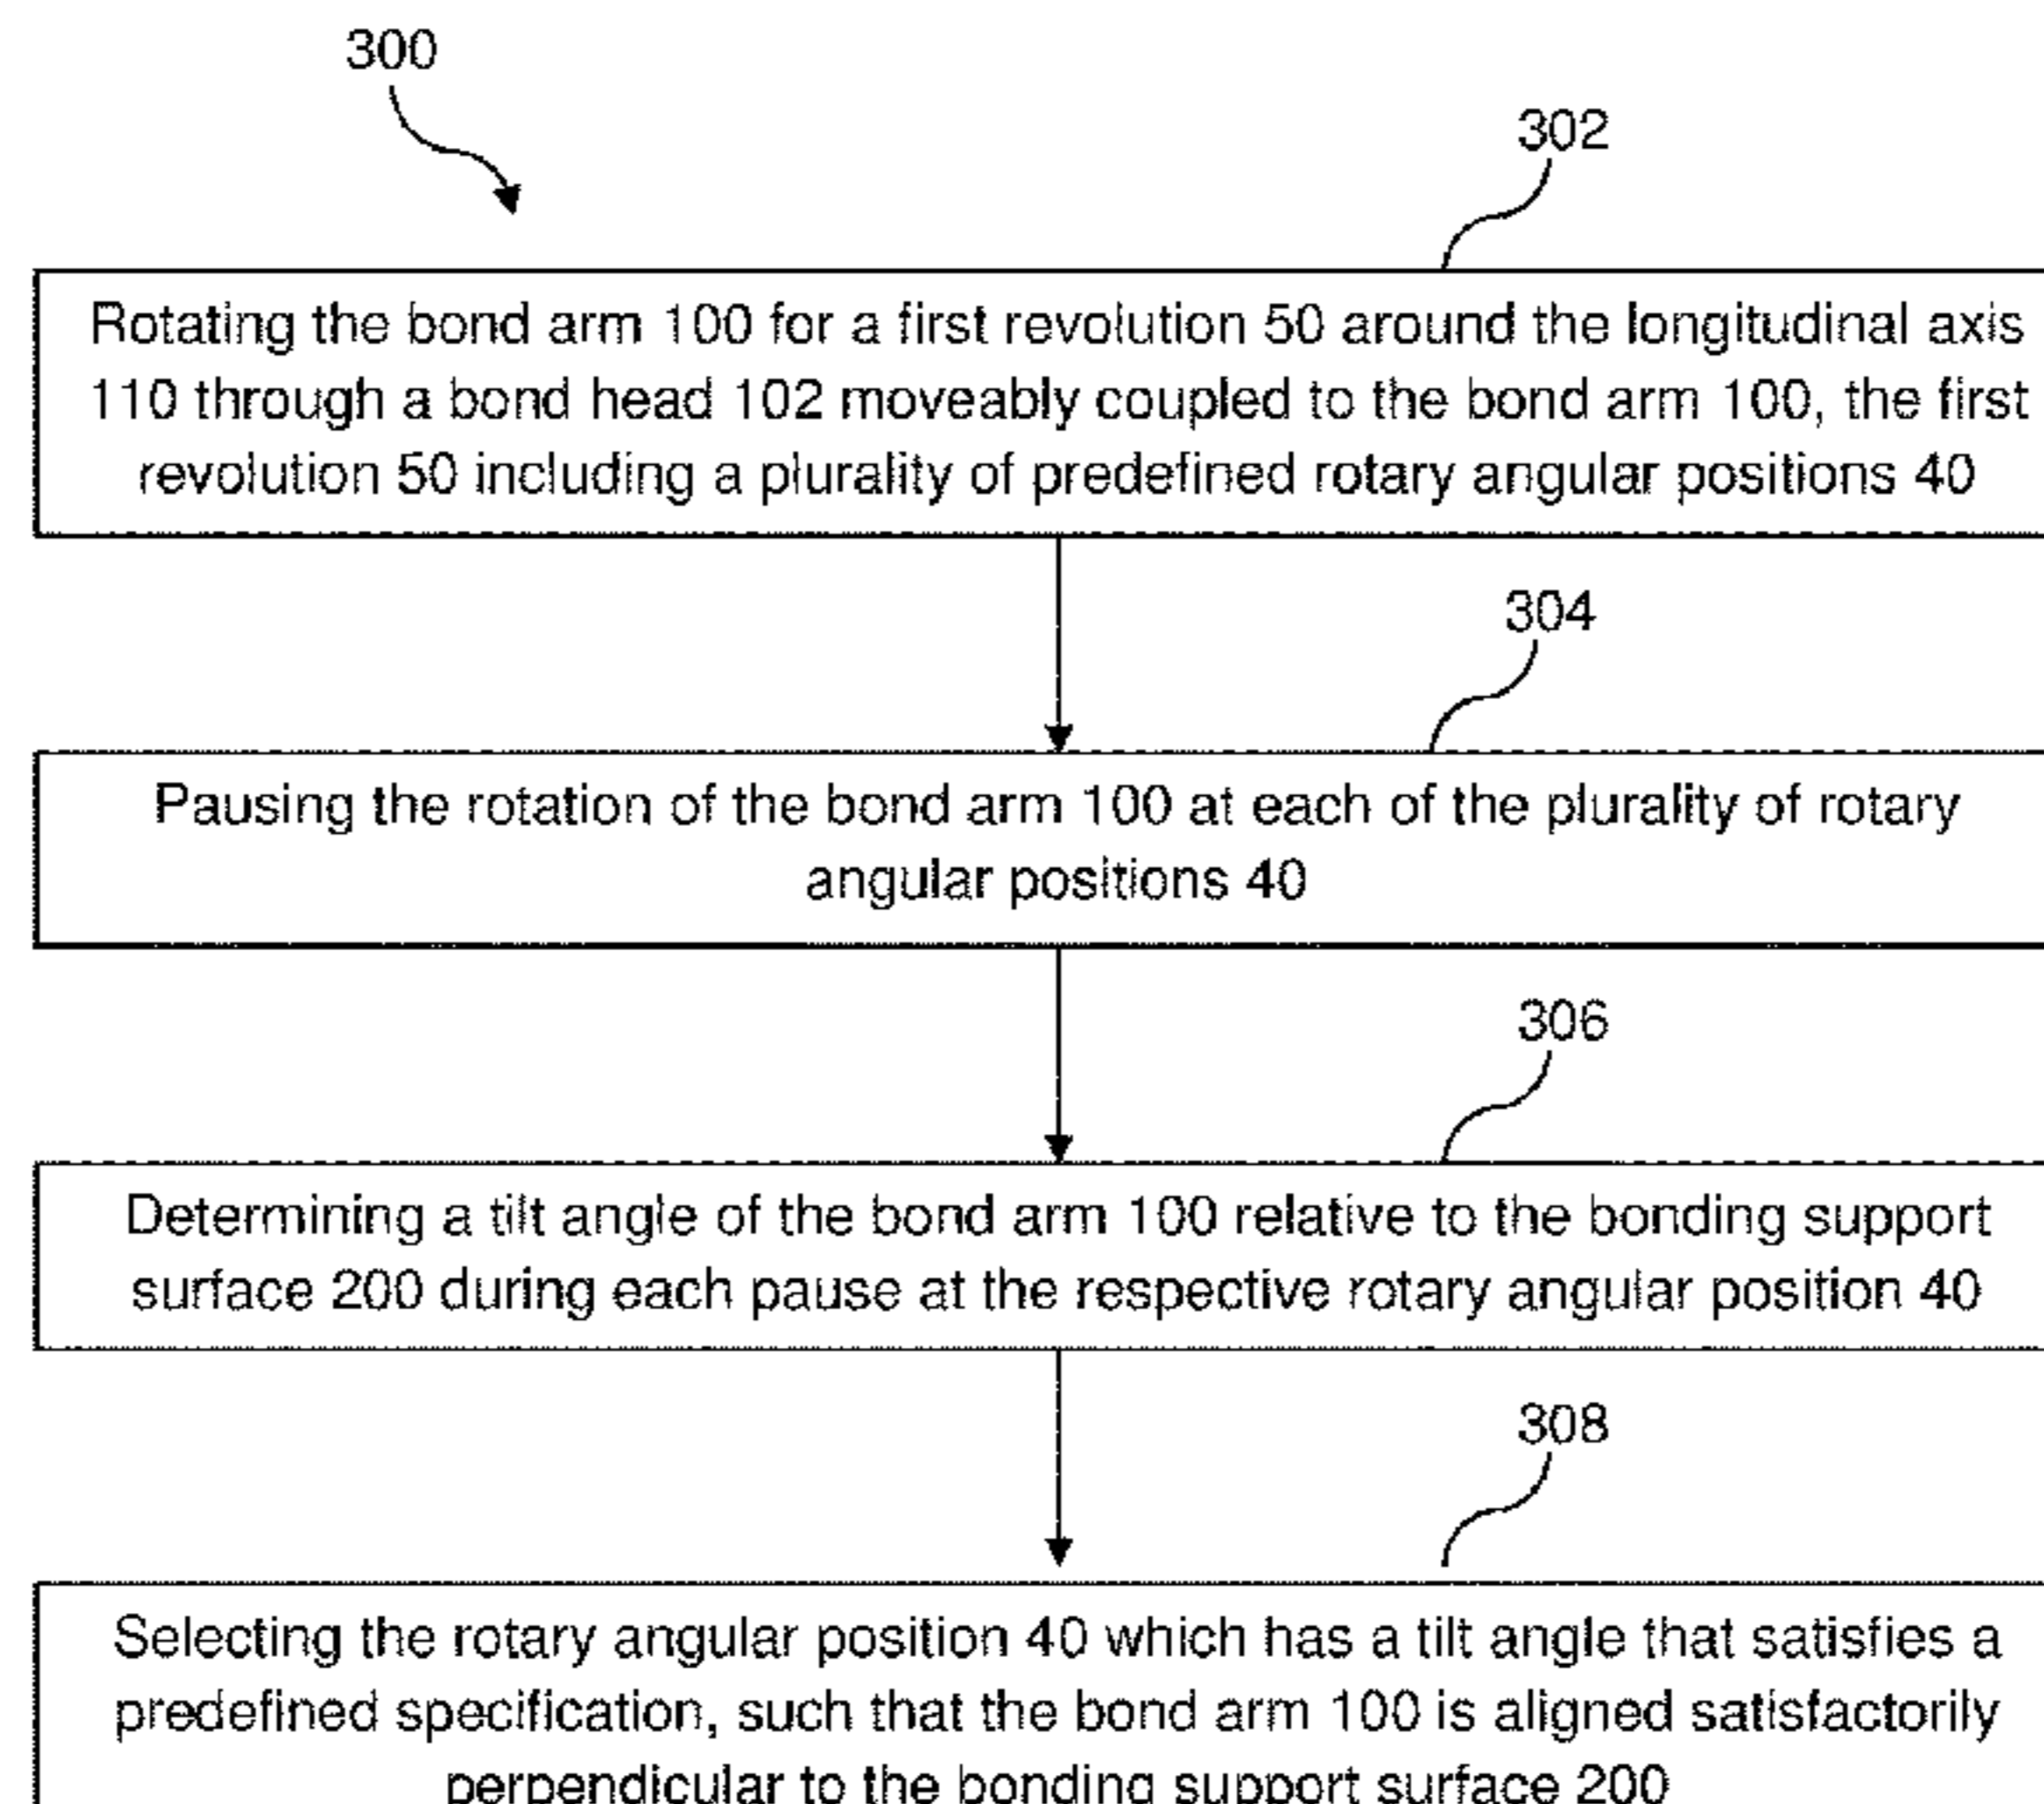 300
302
Rotating the bond arm 100 for a first revolution 50 around the longitudinal axis
110 through a bond head 102 moveably coupled to the bond arm 100, the first
revolution 50 including a plurality of predefined rotary angular positions 40
304
Pausing the rotation of the bond arm 100 at each of the plurality of rotary
angular positions 40
306
Determining a tilt angle of the bond arm 100 relative to the bonding support
surface 200 during each pause at the respective rotary angular position 40
308
Selecting the rotary angular position 40 which has a tilt angle that satisfies a
predefined specification, such that the bond arm 100 is aligned satisfactorily
perpendicular to the bonding support surface 200